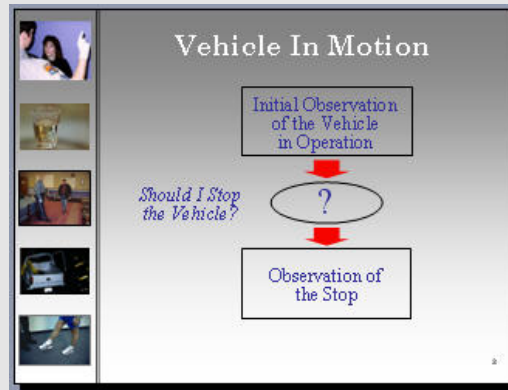 Vehicle In Motion
Initial Observation
of the Vehicle
in Operation
Should I Stop
the Vehicle?
?
Observation of
the Stop